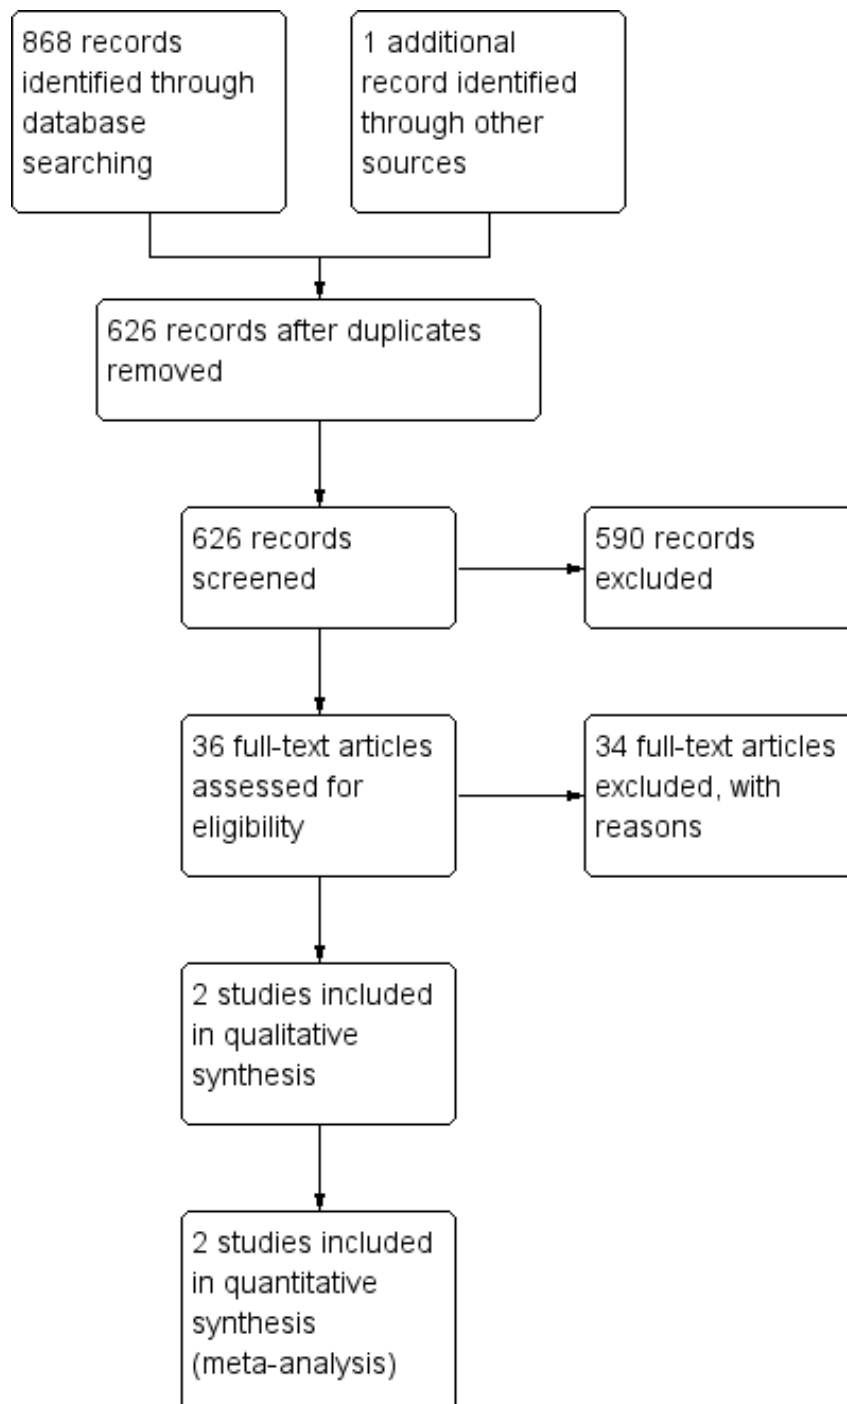 868 records
identified through
database
searching
1 additional
record identified
through other
sources
626 records after duplicates
removed
626 records
screened
590 records
excluded
36 full-text articles
assessed for
eligibility
34 full-text articles
excluded, with
reasons
2 studies included
in qualitative
synthesis
2 studies included
in quantitative
synthesis
(meta-analysis)